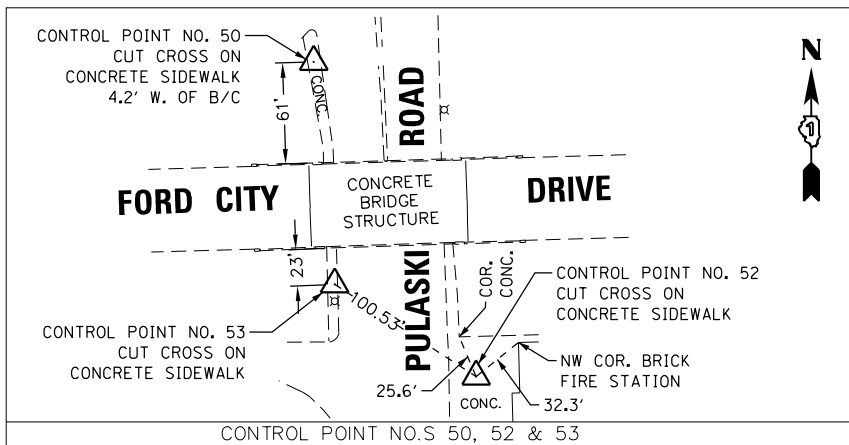 CONTROL POINT NO. 50
CUT CROSS ON
CONCRETE SIDEWALK
4.2' W. OF B/C
61'
CONC.
ROAD
N
1
FORD CITY
CONCRETE
BRIDGE
STRUCTURE
DRIVE
23'
PULASKI
COR.
CONC.
CONTROL POINT NO. 52
CUT CROSS ON
CONCRETE SIDEWALK
100.53'
CONTROL POINT NO. 53
CUT CROSS ON
CONCRETE SIDEWALK
NW COR. BRICK
FIRE STATION
25.6'
CONC.
32.3'
CONTROL POINT NO.S 50, 52 & 53